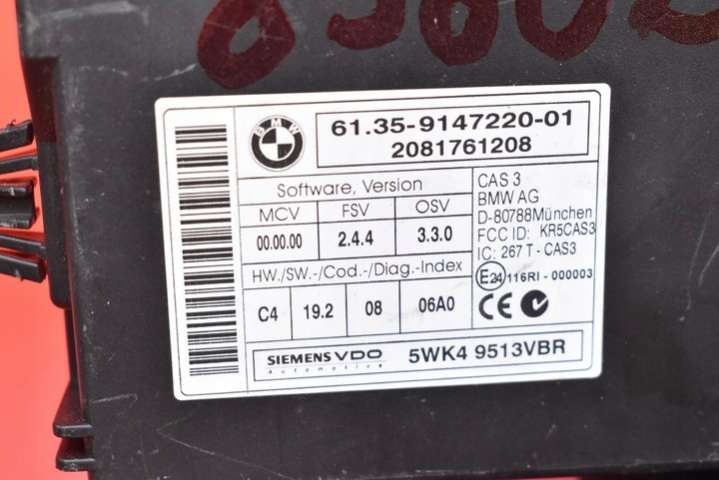 BMW
61.35-9147220-01
2081761208
Software, Version
MCV FSV OSV
00.00.00 2.4.4 3.3.0
HW./SW.-/Cod.-/Diag.-Index
C4 19.2 08 06A0
SIEMENS VDO
Automotive
5WK4 9513VBR
CAS 3
BMW AG
D-80788München
FCC ID: KR5CAS3
IC: 267 T - CAS3
E24 116RI - 000003
CE N